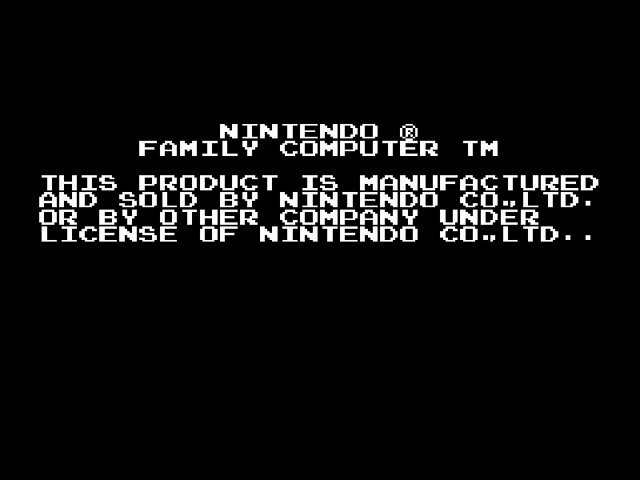 NINTENDO ®
FAMILY COMPUTER TM
THIS PRODUCT IS MANUFACTURED
AND SOLD BY NINTENDO CO.,LTD.
OR BY OTHER COMPANY UNDER
LICENSE OF NINTENDO CO.,LTD..